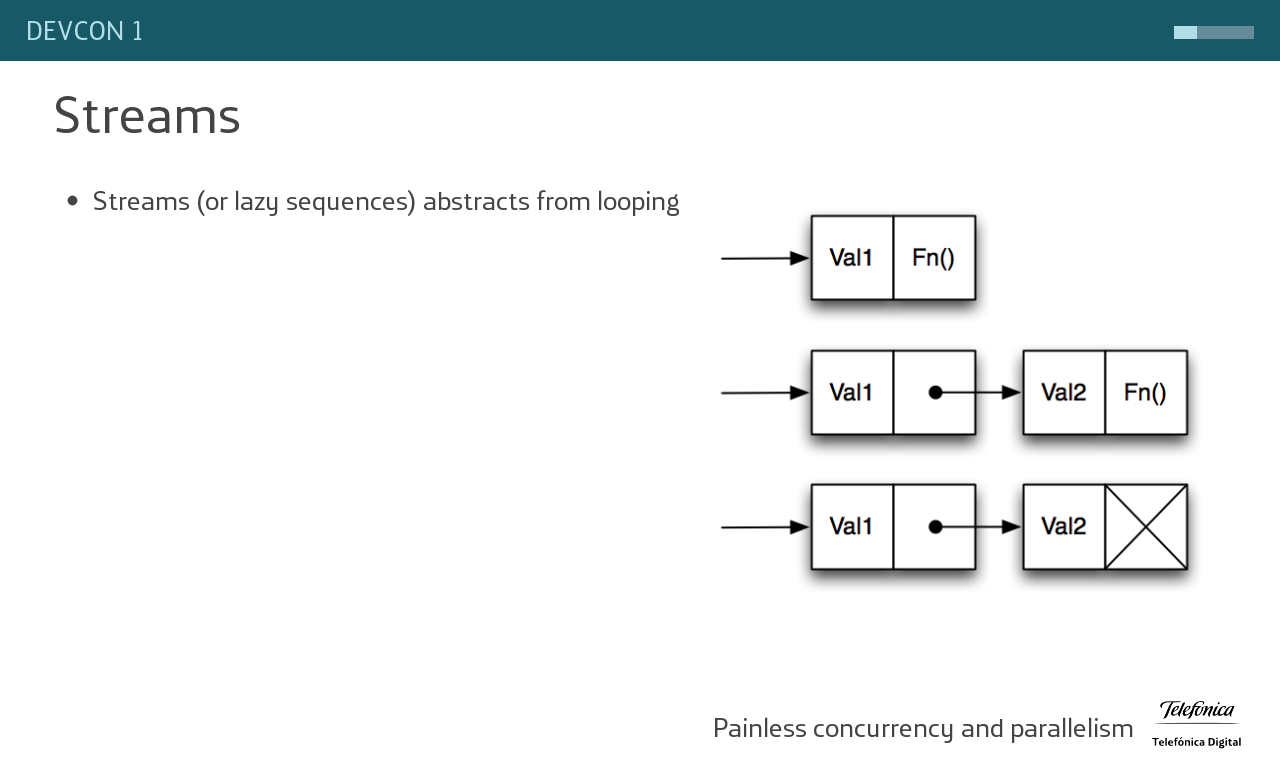 DEVCON 1
Streams
• Streams (or lazy sequences) abstracts from looping
Val1 Fn()
Val1 Val2 Fn()
Val1 Val2
Painless concurrency and parallelism
Telefónica
Telefónica Digital